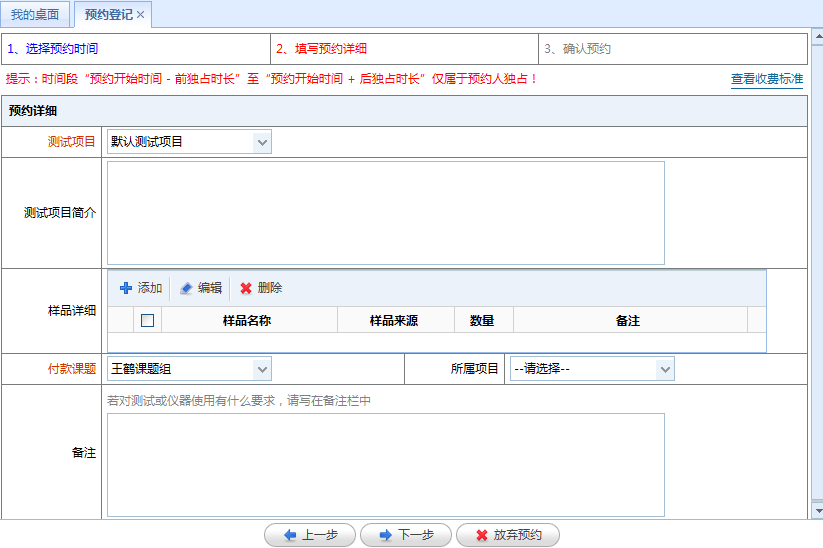 我的桌面 预约登记
1、选择预约时间 2、填写预约详细 3、确认预约
提示：时间段“预约开始时间 - 前独占时长”至“预约开始时间 + 后独占时长”仅属于预约人独占！ 查看收费标准
预约详细
测试项目 默认测试项目
测试项目简介
添加 编辑 删除
样品详细
样品名称 样品来源 数量 备注
付款课题 王鹤课题组 所属项目 --请选择--
若对测试或仪器使用有什么要求，请写在备注栏中
备注
上一步 下一步 放弃预约